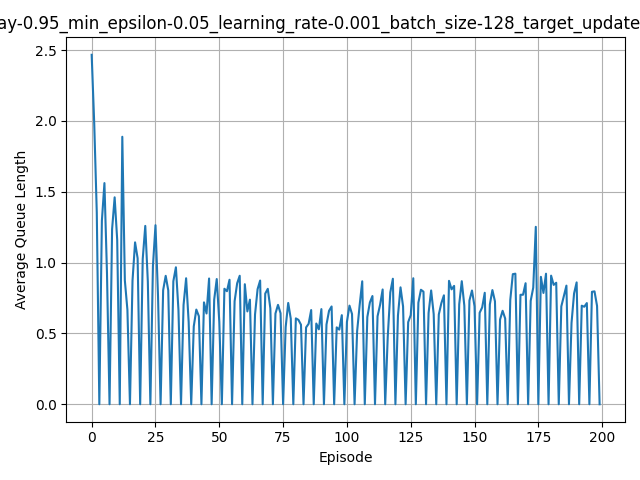 ay-0.95_min_epsilon-0.05_learning_rate-0.001_batch_size-128_target_update
2.5
2.0
1.5
1.0
0.5
0.0
Average Queue Length
0 25 50 75 100 125 150 175 200
Episode